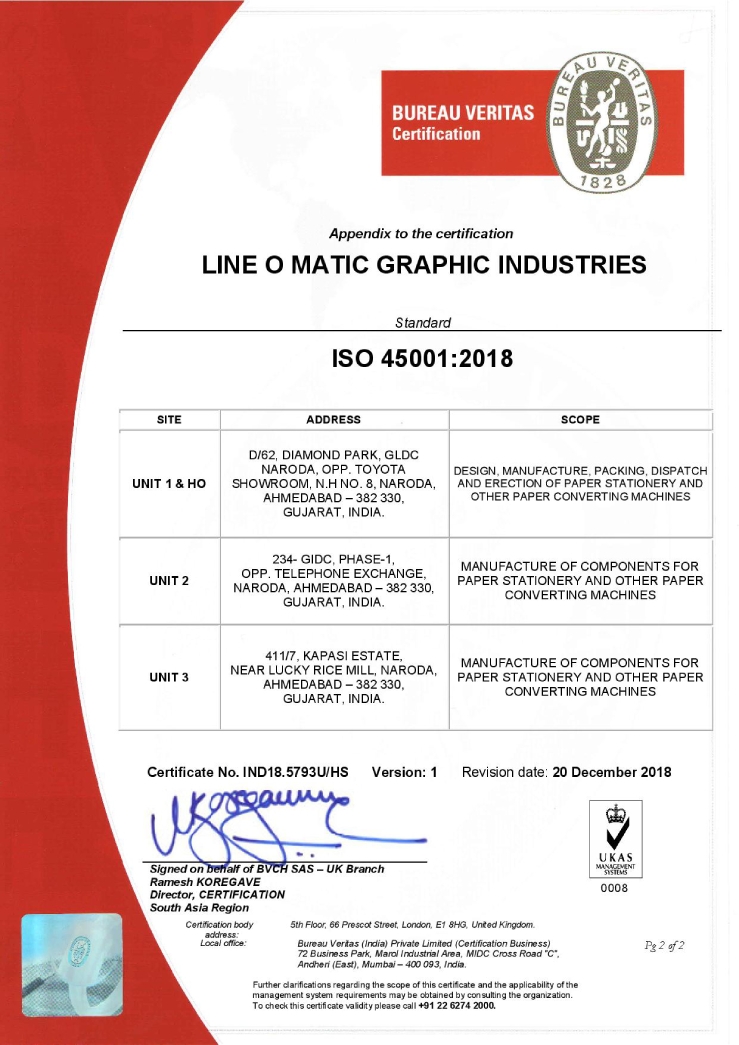 BUREAU VERITAS
Certification
BUREAU VERITAS
1828
Appendix to the certification
LINE O MATIC GRAPHIC INDUSTRIES
Standard
ISO 45001:2018
SITE ADDRESS SCOPE
UNIT 1 & HO
D/62, DIAMOND PARK, GLDC
NARODA, OPP. TOYOTA
SHOWROOM, N.H NO. 8, NARODA,
AHMEDABAD – 382 330,
GUJARAT, INDIA.
DESIGN, MANUFACTURE, PACKING, DISPATCH
AND ERECTION OF PAPER STATIONERY AND
OTHER PAPER CONVERTING MACHINES
UNIT 2
234- GIDC, PHASE-1,
OPP. TELEPHONE EXCHANGE,
NARODA, AHMEDABAD – 382 330,
GUJARAT, INDIA.
MANUFACTURE OF COMPONENTS FOR
PAPER STATIONERY AND OTHER PAPER
CONVERTING MACHINES
UNIT 3
411/7, KAPASI ESTATE,
NEAR LUCKY RICE MILL, NARODA,
AHMEDABAD – 382 330,
GUJARAT, INDIA.
MANUFACTURE OF COMPONENTS FOR
PAPER STATIONERY AND OTHER PAPER
CONVERTING MACHINES
Certificate No. IND18.5793U/HS Version: 1 Revision date: 20 December 2018
Signed on behalf of BVCH SAS – UK Branch
Ramesh KOREGAVE
Director, CERTIFICATION
South Asia Region
UKAS
MANAGEMENT
SYSTEMS
0008
Certification body
address:
5th Floor, 66 Prescot Street, London, E1 8HG, United Kingdom.
Local office:
Bureau Veritas (India) Private Limited (Certification Business)
72 Business Park, Marol Industrial Area, MIDC Cross Road "C",
Andheri (East), Mumbai – 400 093, India.
Pg 2 of 2
Further clarifications regarding the scope of this certificate and the applicability of the
management system requirements may be obtained by consulting the organization.
To check this certificate validity please call +91 22 6274 2000.